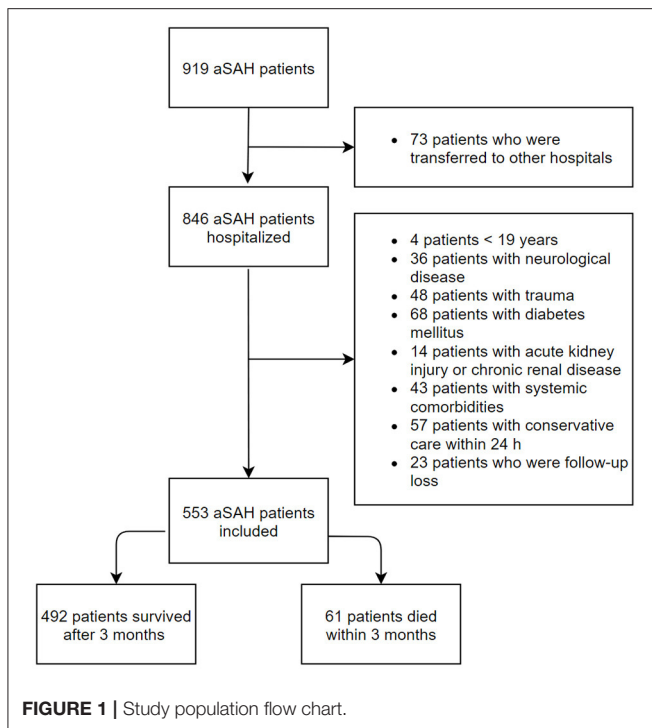 919 aSAH patients
• 73 patients who were
transferred to other hospitals
846 aSAH patients
hospitalized
• 4 patients < 19 years
• 36 patients with neurological
disease
• 48 patients with trauma
• 68 patients with diabetes
mellitus
• 14 patients with acute kidney
injury or chronic renal disease
• 43 patients with systemic
comorbidities
• 57 patients with conservative
care within 24 h
• 23 patients who were follow-up
loss
553 aSAH patients
included
492 patients survived
after 3 months
61 patients died
within 3 months
FIGURE 1 | Study population flow chart.